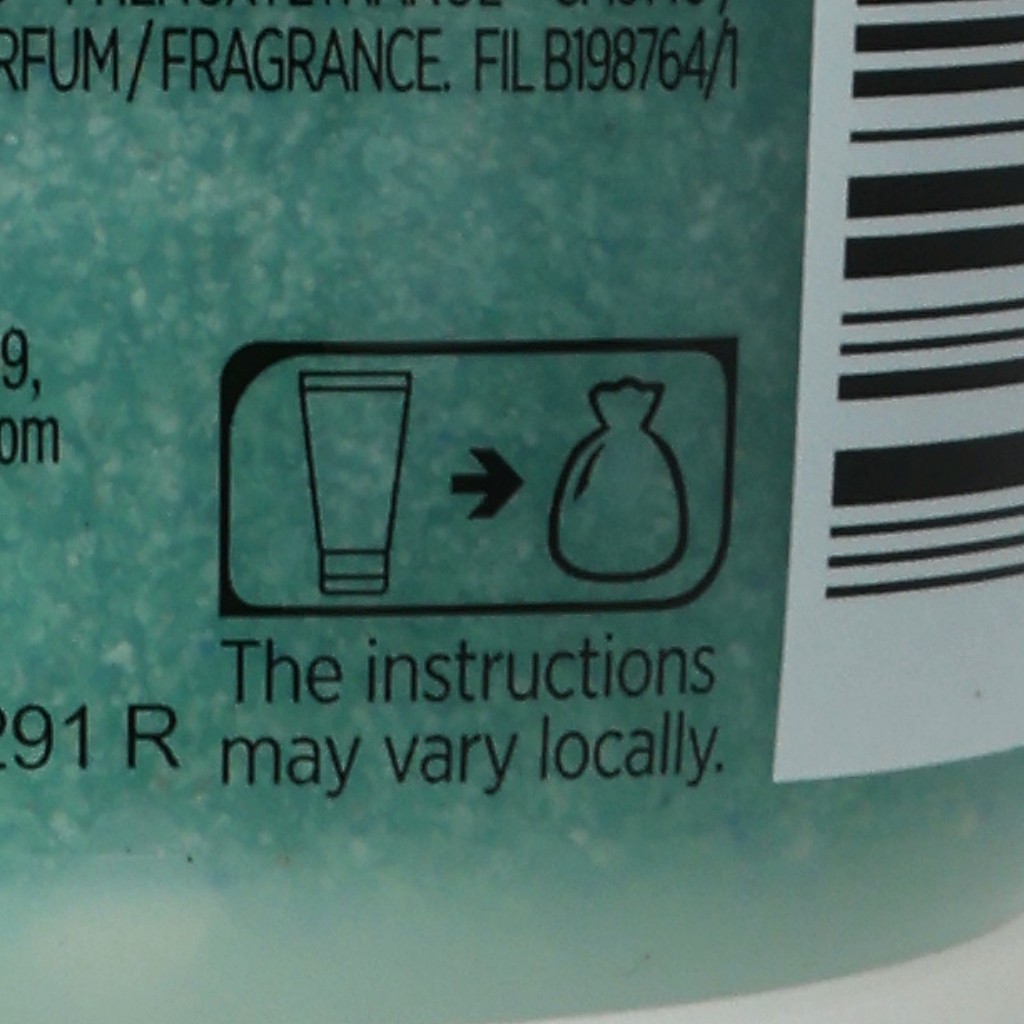 RFUM / FRAGRANCE. FIL B198764/1
9,
om
291 R
The instructions
may vary locally.